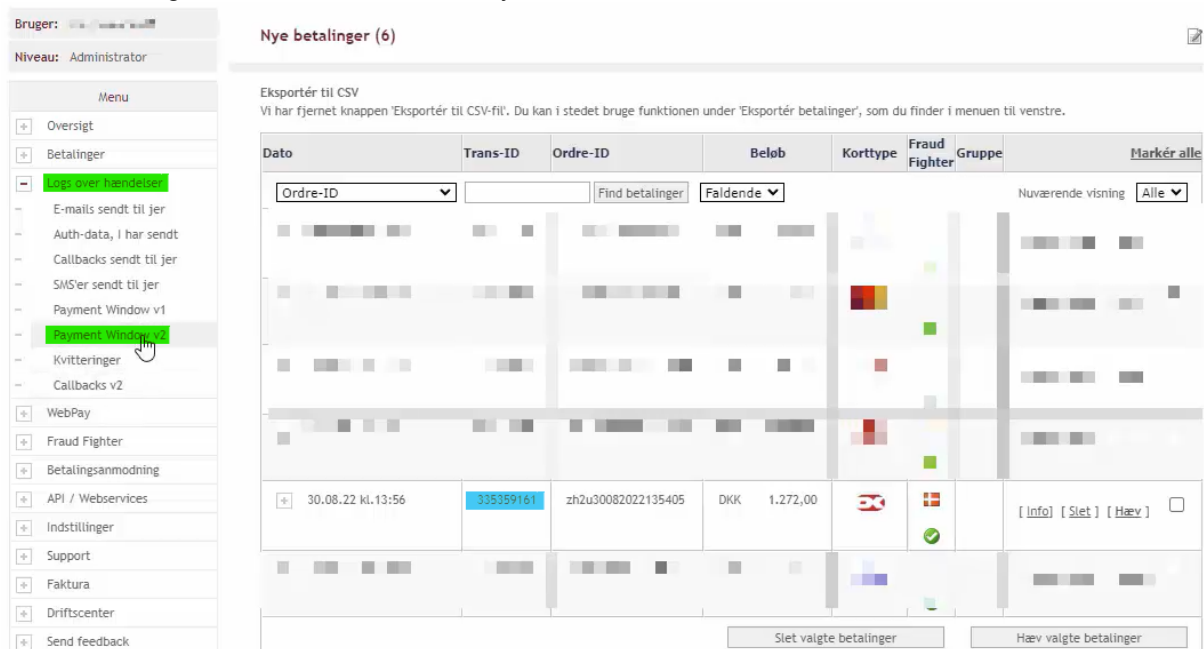 Bruger:
Niveau: Administrator
Menu
Oversigt
Betalinger
Logs over hændelser
E-mails sendt til jer
Auth-data, I har sendt
Callbacks sendt til jer
SMS'er sendt til jer
Payment Window v1
Payment Window v2
Kvitteringer
Callbacks v2
WebPay
Fraud Fighter
Betalingsanmodning
API / Webservices
Indstillinger
Support
Faktura
Driftscenter
Send feedback
Nye betalinger (6)
Eksportér til CSV
Vi har fjernet knappen 'Eksportér til CSV-fil'. Du kan i stedet bruge funktionen under 'Eksportér betalinger', som du finder i menuen til venstre.
Dato Trans-ID Ordre-ID Beløb Korttype Fraud Fighter Gruppe Markér alle
Ordre-ID Find betalinger Faldende Nuværende visning Alle
30.08.22 kl.13:56 335359161 zh2u30082022135405 DKK 1.272,00 [ Info] [ Slet ] [ Hæv ]
Slet valgte betalinger Hæv valgte betalinger